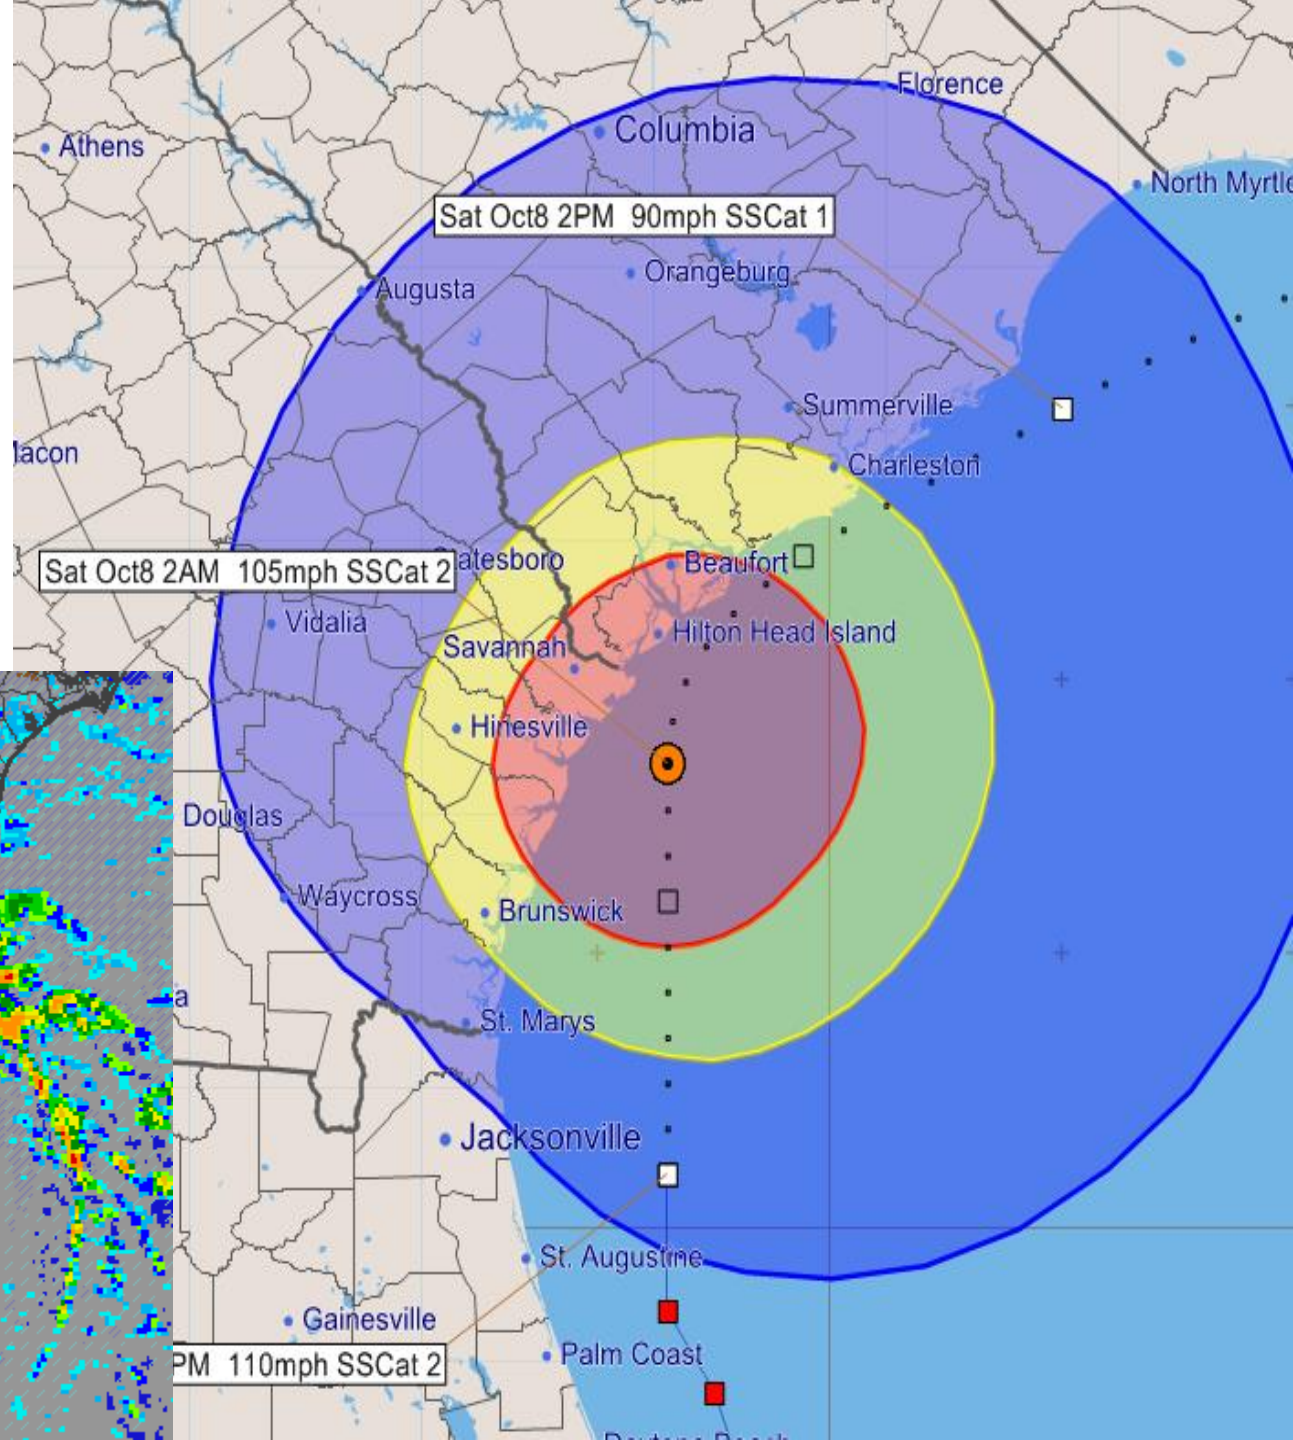 Florence
Columbia
Athens
North Myrtle
Sat Oct8 2PM 90mph SSCat 1
Orangeburg
Augusta
Summerville
acon
Charleston
atesboro
Beaufort
Sat Oct8 2AM 105mph SSCat 2
Vidalia
Hilton Head Island
Savannah
Hinesville
Douglas
Waycross
Brunswick
a
St. Marys
Jacksonville
St. Augustine
Gainesville
Palm Coast
PM 110mph SSCat 2